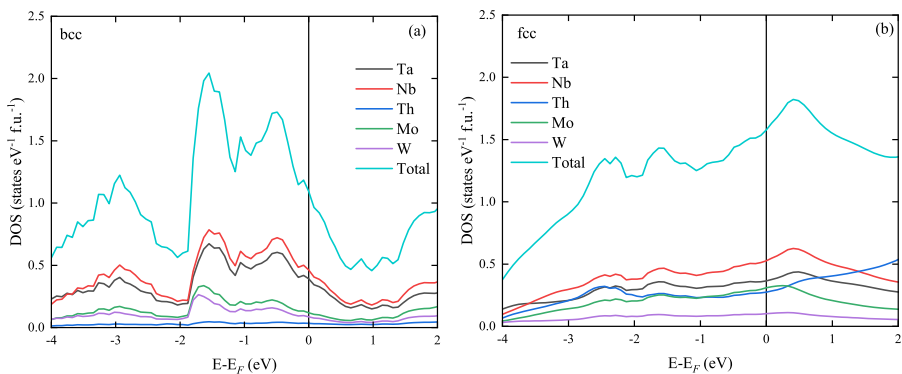 bcc
(a)
Ta
Nb
Th
Mo
W
Total
DOS (states eV⁻¹ f.u.⁻¹)
2.5
2.0
1.5
1.0
0.5
0.0
-4 -3 -2 -1 0 1 2
E-E_F (eV)
fcc
(b)
Ta
Nb
Th
Mo
W
Total
DOS (states eV⁻¹ f.u.⁻¹)
2.5
2.0
1.5
1.0
0.5
0.0
-4 -3 -2 -1 0 1 2
E-E_F (eV)